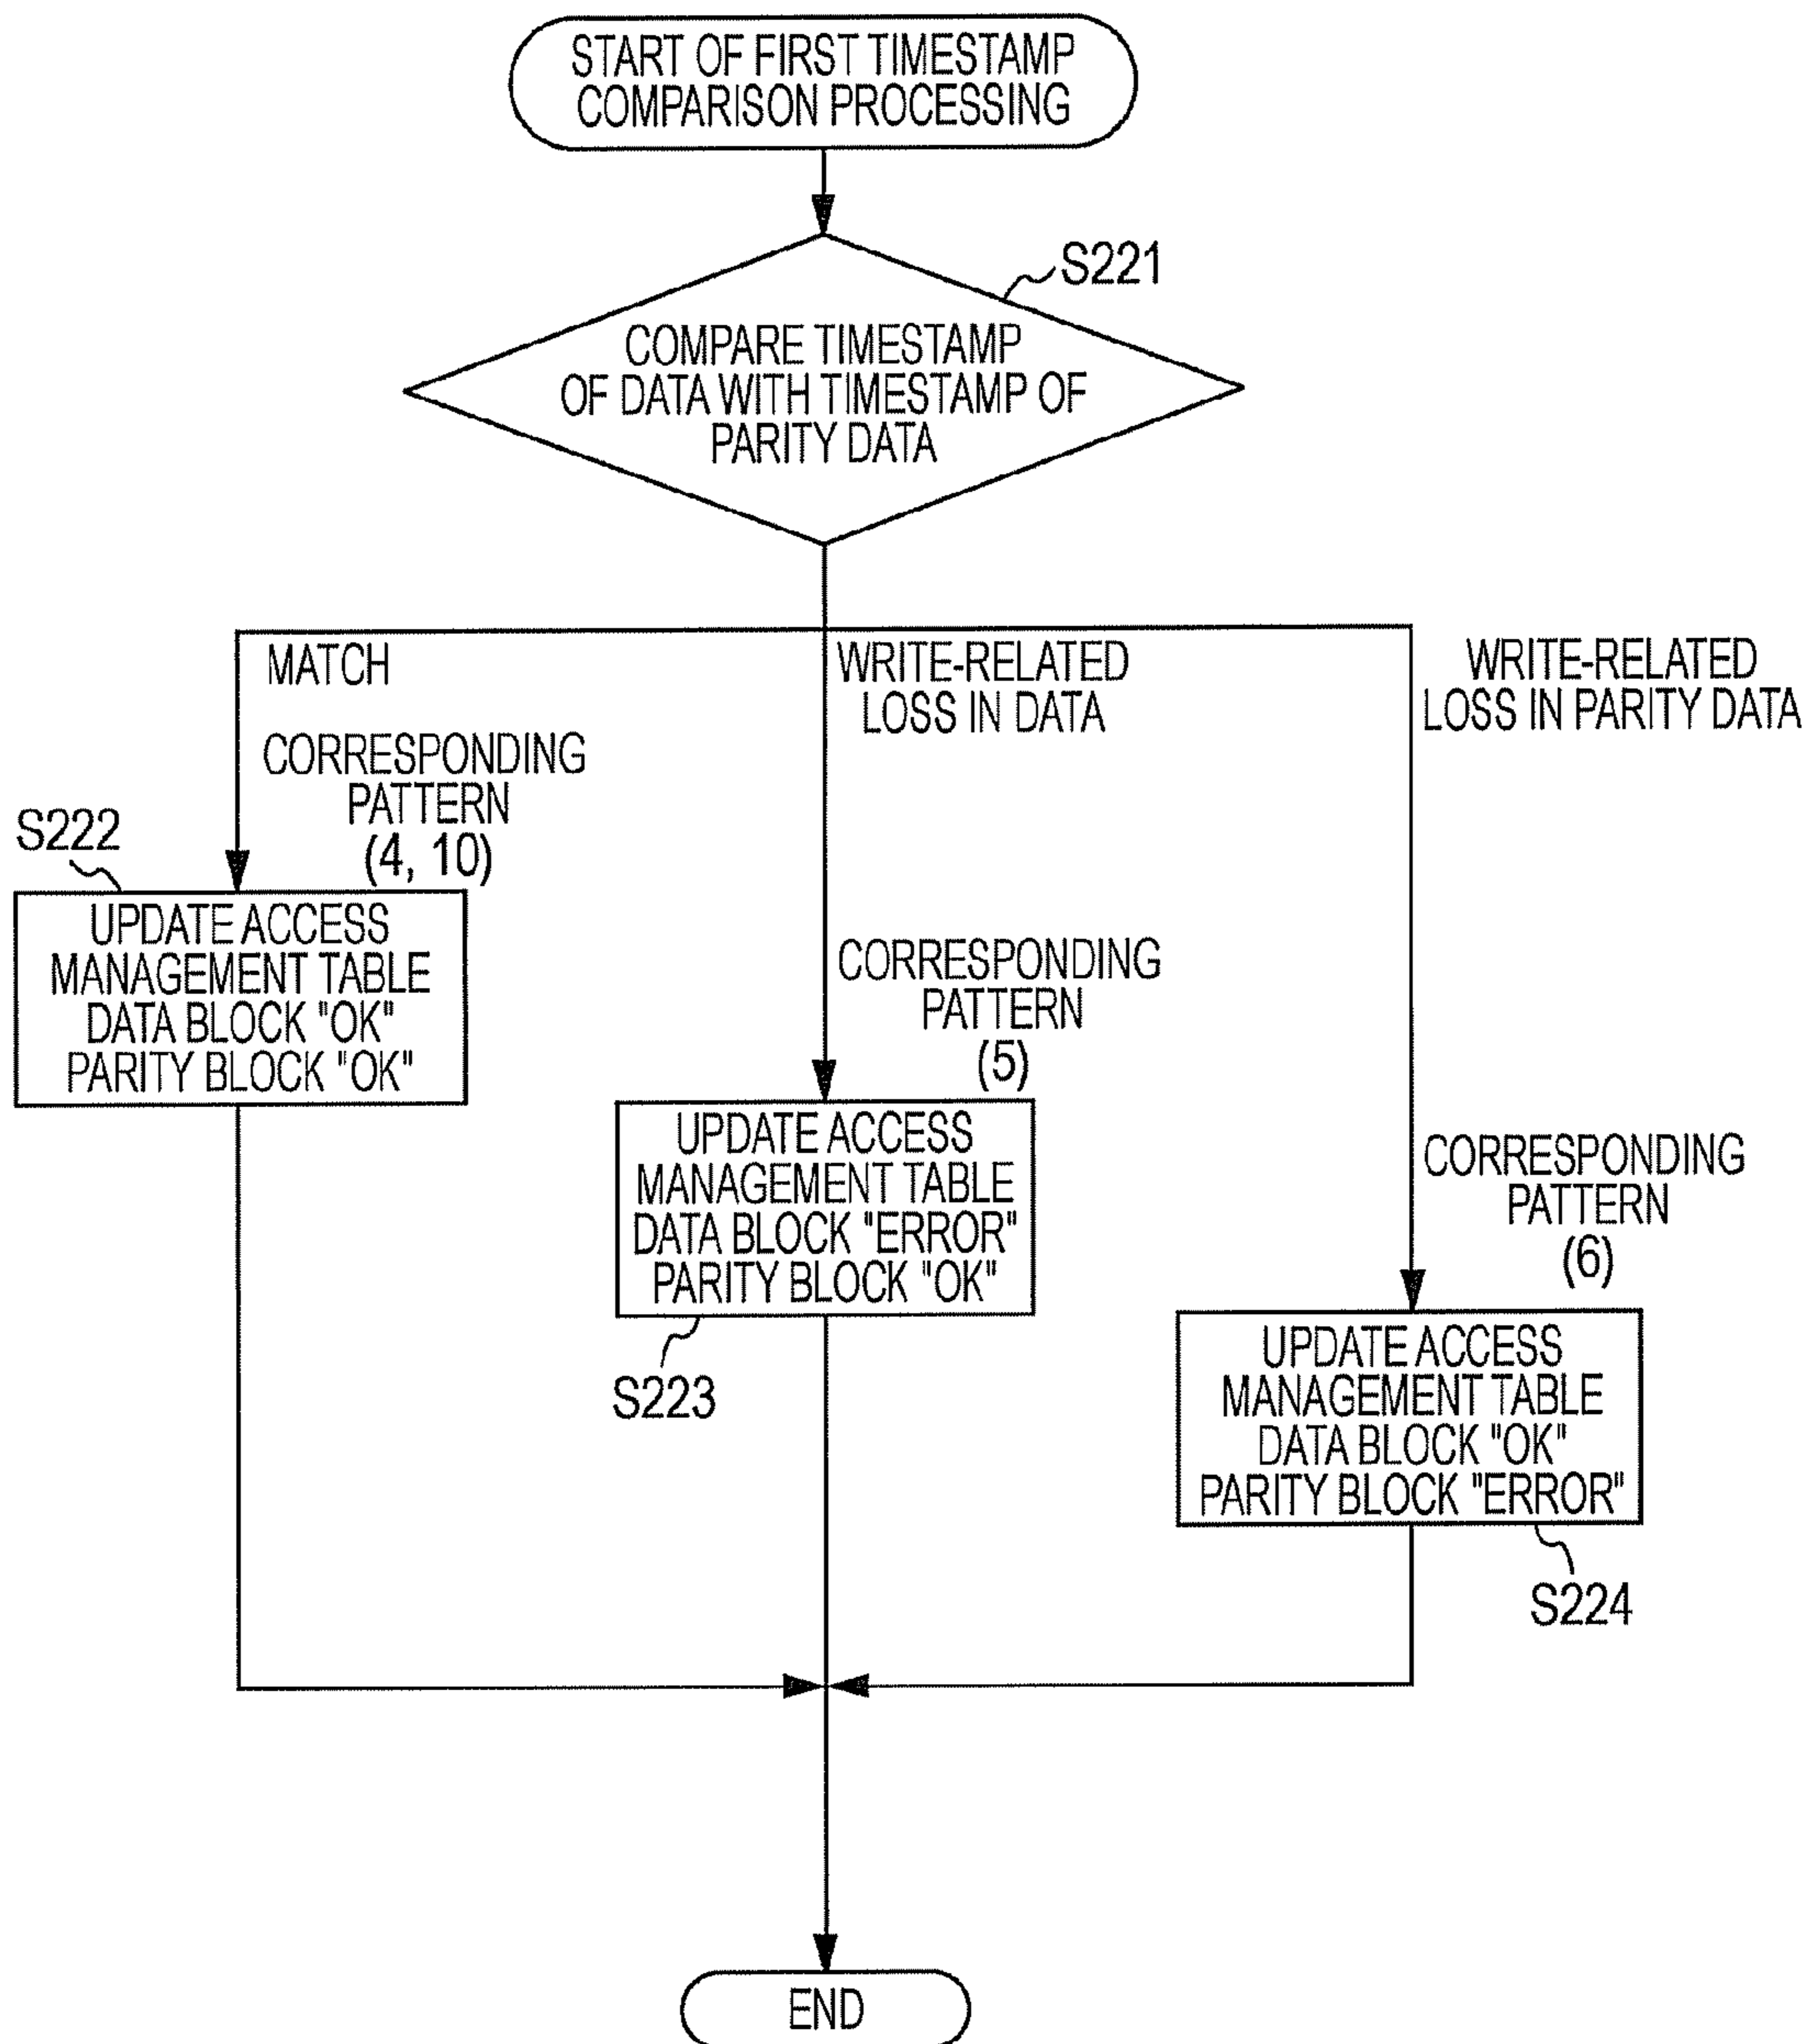 START OF FIRST TIMESTAMP
COMPARISON PROCESSING
S221
COMPARE TIMESTAMP
OF DATA WITH TIMESTAMP OF
PARITY DATA
MATCH
WRITE-RELATED
LOSS IN DATA
WRITE-RELATED
LOSS IN PARITY DATA
CORRESPONDING
PATTERN
(4, 10)
S222
UPDATE ACCESS
MANAGEMENT TABLE
DATA BLOCK "OK"
PARITY BLOCK "OK"
CORRESPONDING
PATTERN
(5)
UPDATE ACCESS
MANAGEMENT TABLE
DATA BLOCK "ERROR"
PARITY BLOCK "OK"
S223
CORRESPONDING
PATTERN
(6)
UPDATE ACCESS
MANAGEMENT TABLE
DATA BLOCK "OK"
PARITY BLOCK "ERROR"
S224
END